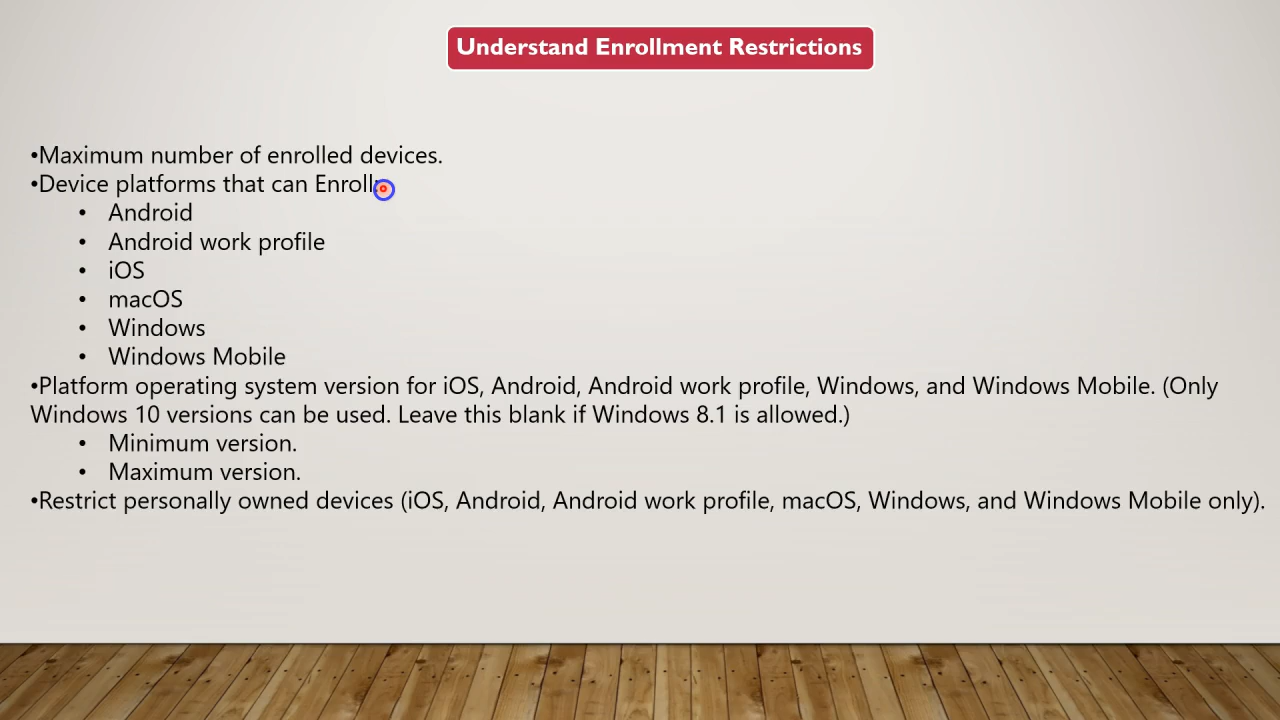 Understand Enrollment Restrictions
•Maximum number of enrolled devices.
•Device platforms that can Enroll:
• Android
• Android work profile
• iOS
• macOS
• Windows
• Windows Mobile
•Platform operating system version for iOS, Android, Android work profile, Windows, and Windows Mobile. (Only
Windows 10 versions can be used. Leave this blank if Windows 8.1 is allowed.)
• Minimum version.
• Maximum version.
•Restrict personally owned devices (iOS, Android, Android work profile, macOS, Windows, and Windows Mobile only).